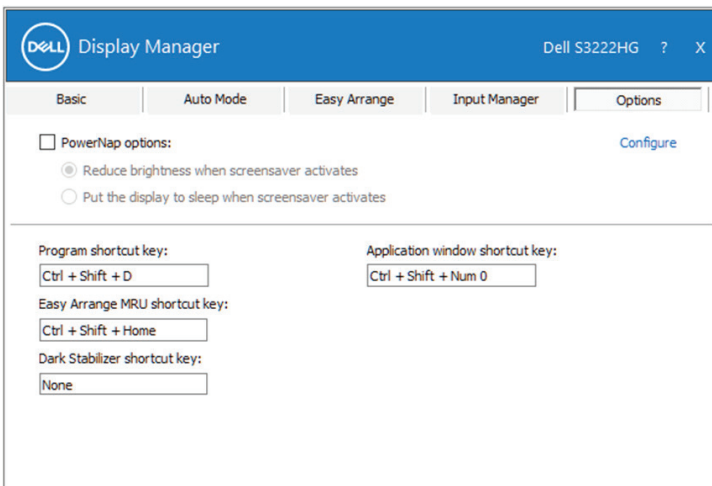 DELL Display Manager Dell S3222HG ? X
Basic Auto Mode Easy Arrange Input Manager Options
PowerNap options: Configure
Reduce brightness when screensaver activates
Put the display to sleep when screensaver activates
Program shortcut key: Application window shortcut key:
Ctrl + Shift + D Ctrl + Shift + Num 0
Easy Arrange MRU shortcut key:
Ctrl + Shift + Home
Dark Stabilizer shortcut key:
None